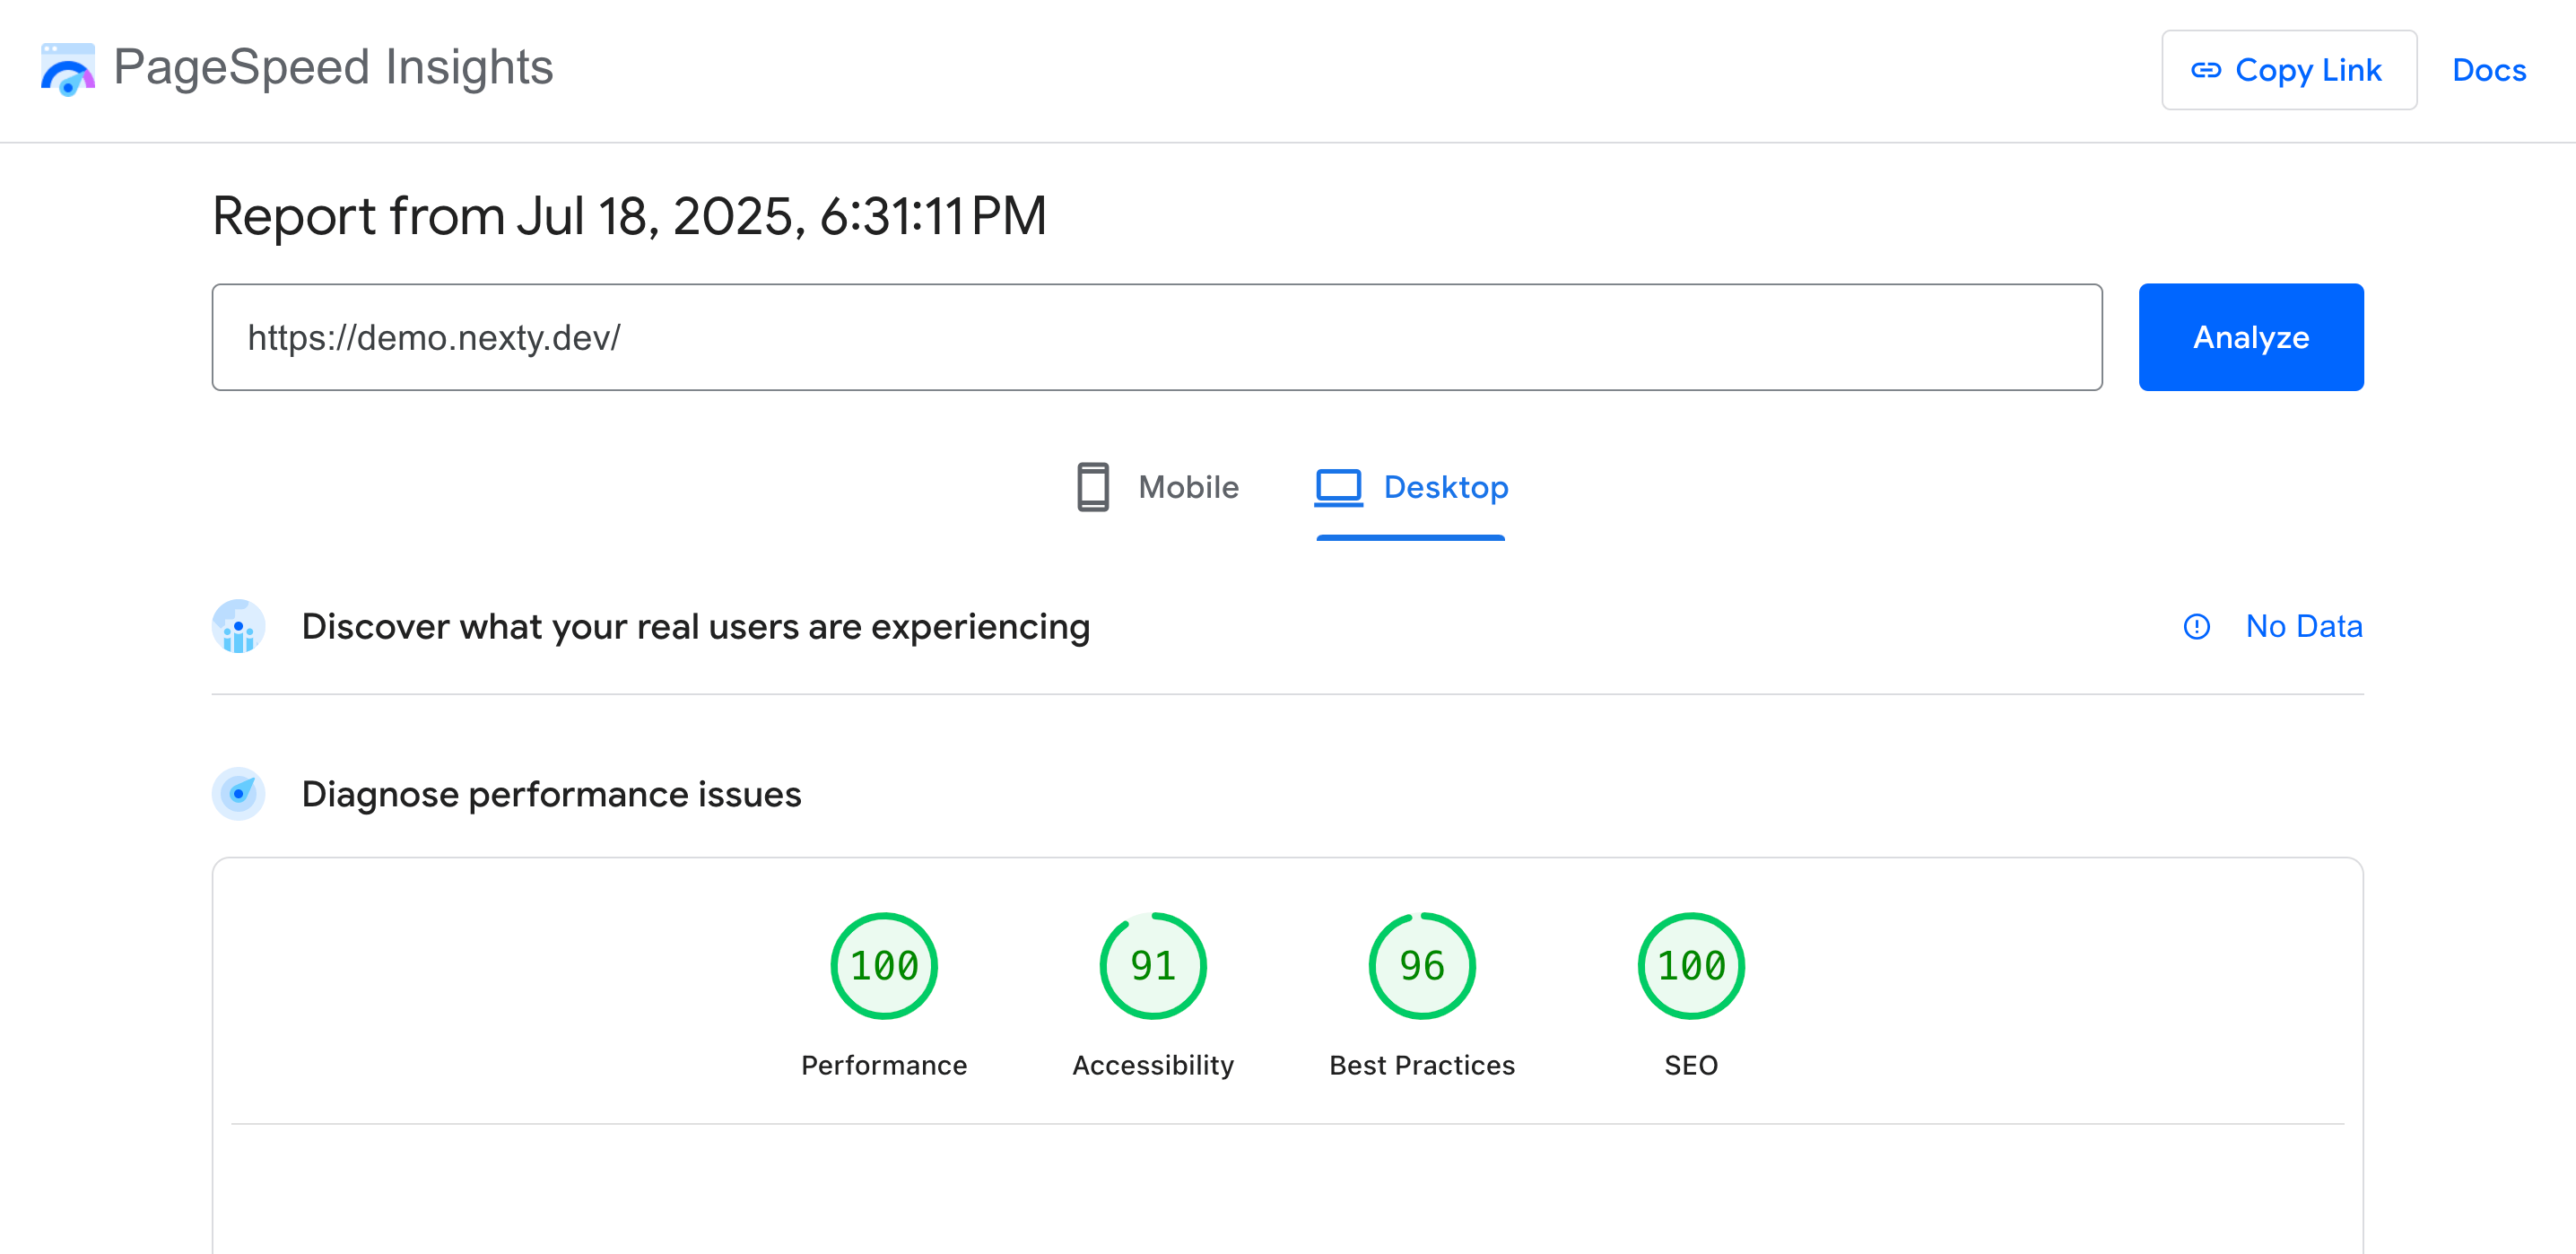 PageSpeed Insights
Copy Link
Docs
Report from Jul 18, 2025, 6:31:11 PM
https://demo.nexty.dev/
Analyze
Mobile
Desktop
Discover what your real users are experiencing
No Data
Diagnose performance issues
100
91
96
100
Performance
Accessibility
Best Practices
SEO